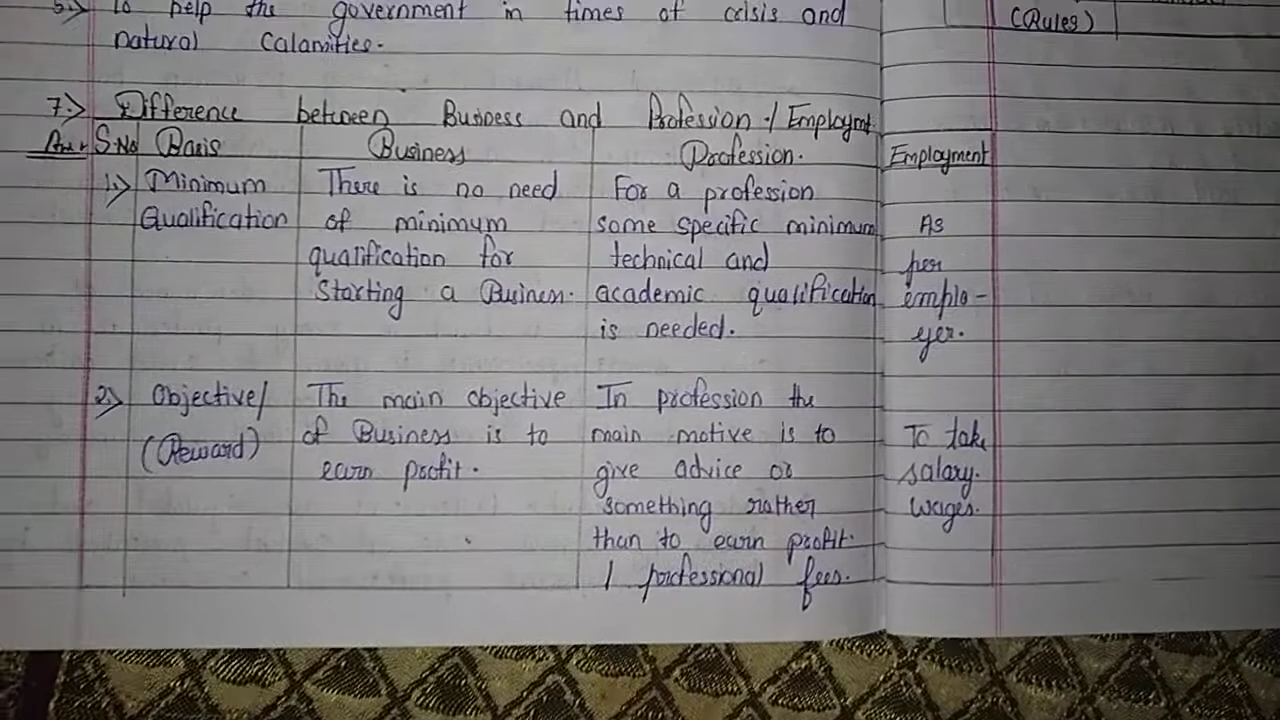 5.> To help the government in times of crisis and
natural calamities.
(Rules)
7.> Difference between Business and Profession / Employmt.
Ans. S.No Basis Business Profession. Employment
1.> Minimum There is no need For a profession
Qualification of minimum some specific minimum As
qualification for technical and per
Starting a Business. academic qualification emplo-
is needed. yer.
2.> Objective/ The main objective In profession the
(Reward) of Business is to main motive is to To take
earn profit. give advice or salary.
something rather wages.
than to earn profit.
/ professional fees.